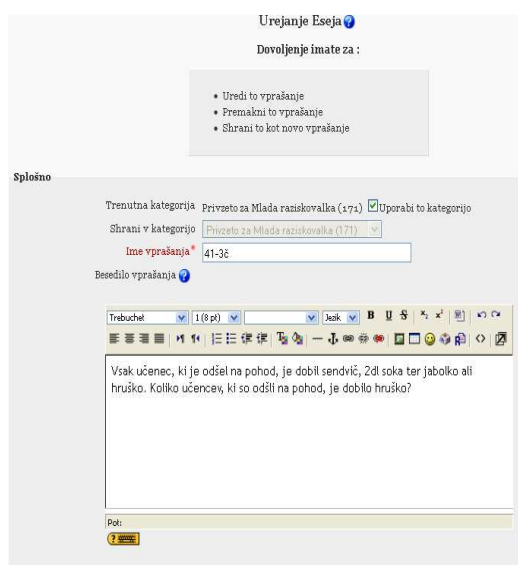 Urejanje Eseja
Dovoljenje imate za :
• Uredi to vprašanje
• Premakni to vprašanje
• Shrani to kot novo vprašanje
Splošno
Trenutna kategorija Privzeto za Mlada raziskovalka (171) Uporabi to kategorijo
Shrani v kategorijo Privzeto za Mlada raziskovalka (171)
Ime vprašanja* 41-3č
Besedilo vprašanja
Trebuchet 1 (8 pt) Jezik B U S x₂ x²
Vsak učenec, ki je odšel na pohod, je dobil sendvič, 2dl soka ter jabolko ali
hruško. Koliko učencev, ki so odšli na pohod, je dobilo hruško?
Pot: